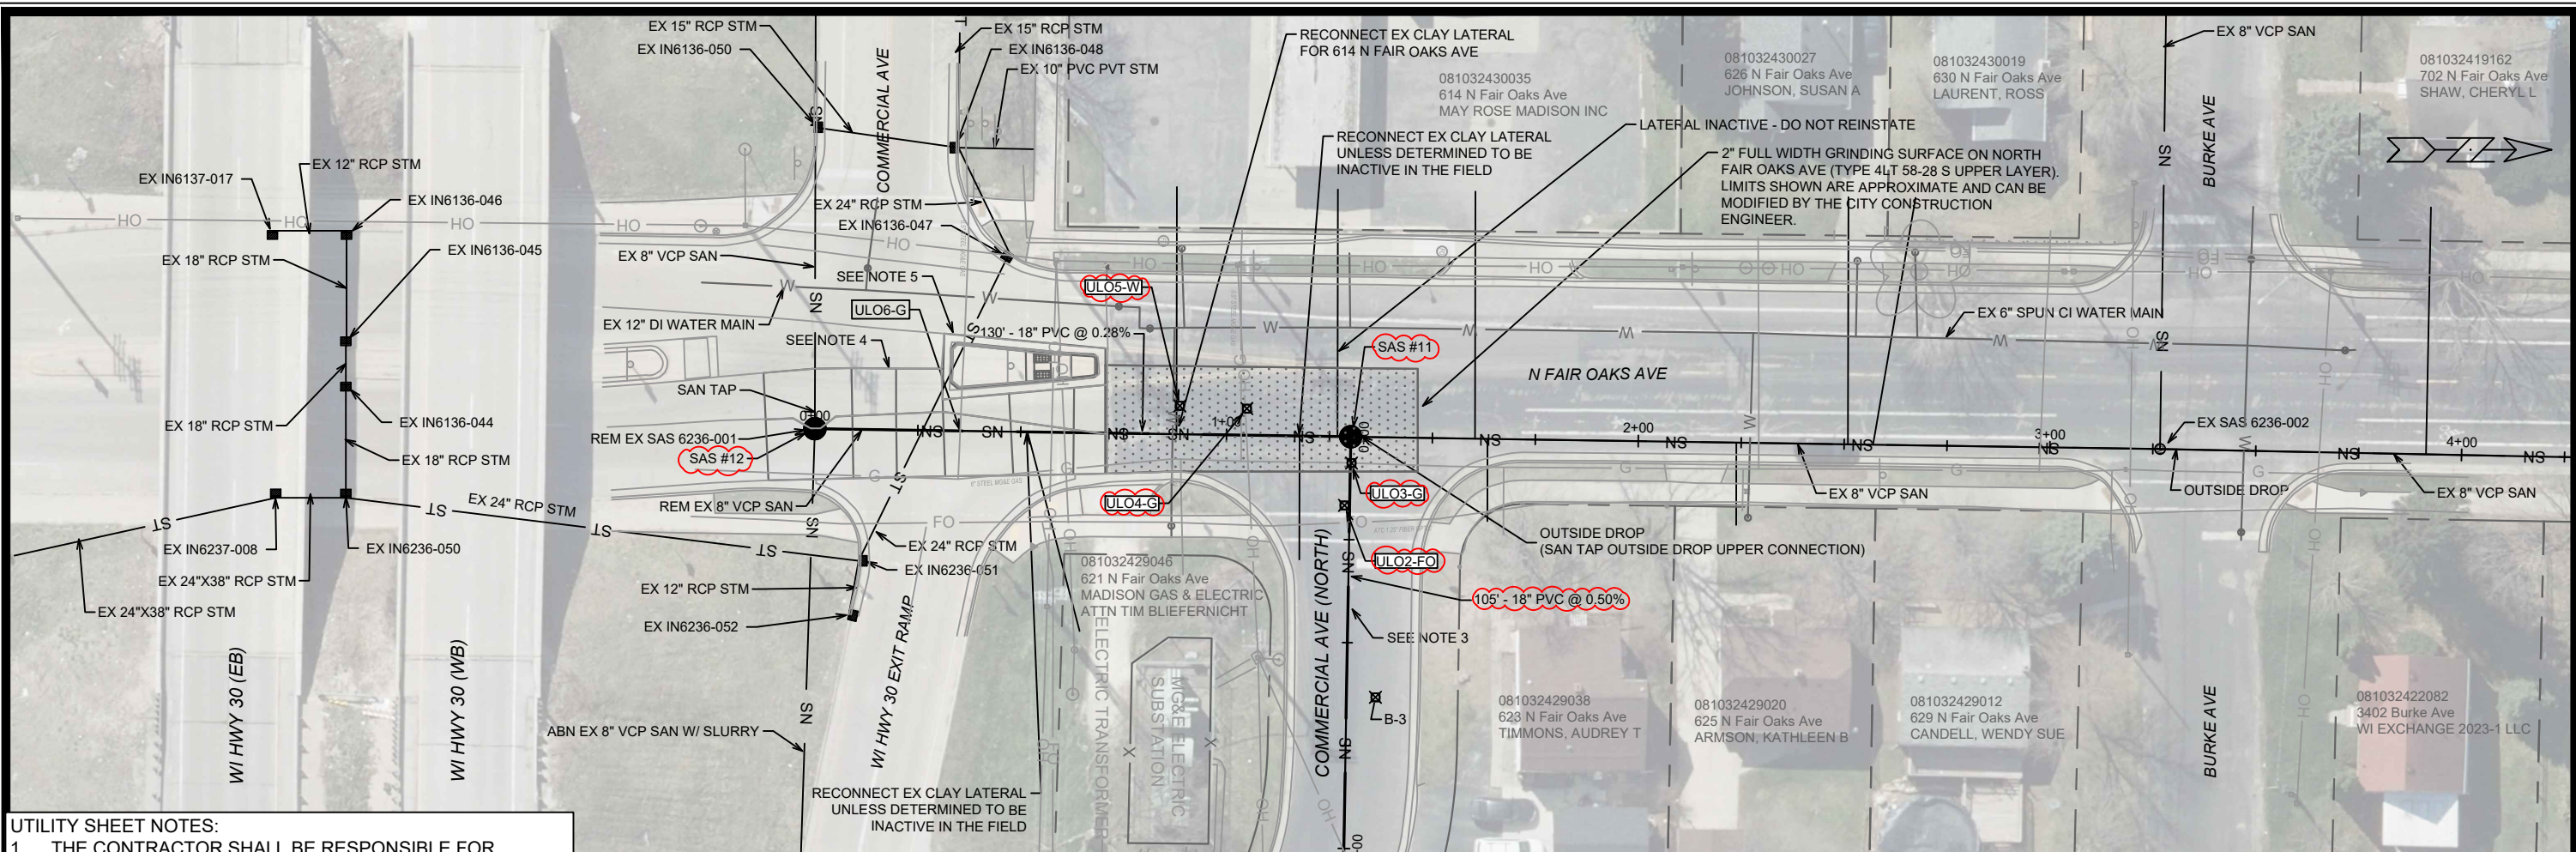 EX 15" RCP STM
EX IN6136-050
COMMERCIAL AVE
EX 15" RCP STM
EX IN6136-048
EX 10" PVC PVT STM
RECONNECT EX CLAY LATERAL
FOR 614 N FAIR OAKS AVE
081032430035
614 N Fair Oaks Ave
MAY ROSE MADISON INC
081032430027
626 N Fair Oaks Ave
JOHNSON, SUSAN A
081032430019
630 N Fair Oaks Ave
LAURENT, ROSS
EX 8" VCP SAN
BURKE AVE
081032419162
702 N Fair Oaks Ave
SHAW, CHERYL L
RECONNECT EX CLAY LATERAL
UNLESS DETERMINED TO BE
INACTIVE IN THE FIELD
LATERAL INACTIVE - DO NOT REINSTATE
2" FULL WIDTH GRINDING SURFACE ON NORTH
FAIR OAKS AVE (TYPE 4LT 58-28 S UPPER LAYER).
LIMITS SHOWN ARE APPROXIMATE AND CAN BE
MODIFIED BY THE CITY CONSTRUCTION
ENGINEER.
EX 12" RCP STM
EX IN6137-017
EX IN6136-046
EX IN6136-045
EX 18" RCP STM
EX 24" RCP STM
EX IN6136-047
EX 8" VCP SAN
SEE NOTE 5
ULO6-G
ULO5-W
EX 12" DI WATER MAIN
130' - 18" PVC @ 0.28%
SEE NOTE 4
SAS #11
EX 6" SPUN CI WATER MAIN
N FAIR OAKS AVE
SAN TAP
0+00
1+00
2+00
3+00
4+00
EX 18" RCP STM
EX IN6136-044
EX 18" RCP STM
REM EX SAS 6236-001
SAS #12
EX SAS 6236-002
OUTSIDE DROP
EX 8" VCP SAN
EX 8" VCP SAN
EX 24" RCP STM
REM EX 8" VCP SAN
8" STEEL MG&E GAS
ULO4-G
ULO3-G
EX IN6237-008
EX IN6236-050
EX 24"X38" RCP STM
EX 24"X38" RCP STM
EX 24" RCP STM
EX IN6236-051
EX 12" RCP STM
EX IN6236-052
081032429046
621 N Fair Oaks Ave
MADISON GAS & ELECTRIC
ATTN TIM BLIEFERNICHT
ULO2-FO
OUTSIDE DROP
(SAN TAP OUTSIDE DROP UPPER CONNECTION)
105' - 18" PVC @ 0.50%
SEE NOTE 3
COMMERCIAL AVE (NORTH)
B-3
WI HWY 30 (EB)
WI HWY 30 (WB)
WI HWY 30 EXIT RAMP
ABN EX 8" VCP SAN W/ SLURRY
RECONNECT EX CLAY LATERAL
UNLESS DETERMINED TO BE
INACTIVE IN THE FIELD
ELECTRIC TRANSFORMER
MG&E ELECTRIC
SUBSTATION
081032429038
623 N Fair Oaks Ave
TIMMONS, AUDREY T
081032429020
625 N Fair Oaks Ave
ARMSON, KATHLEEN B
081032429012
629 N Fair Oaks Ave
CANDELL, WENDY SUE
BURKE AVE
081032422082
3402 Burke Ave
WI EXCHANGE 2023-1 LLC
UTILITY SHEET NOTES:
1. THE CONTRACTOR SHALL BE RESPONSIBLE FOR